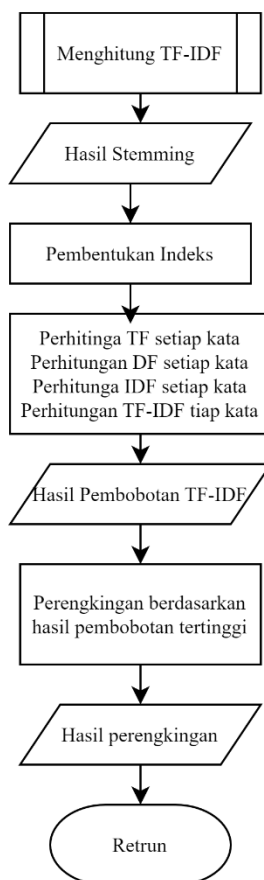 Menghitung TF-IDF
Hasil Stemming
Pembentukan Indeks
Perhitinga TF setiap kata
Perhitungan DF setiap kata
Perhitunga IDF setiap kata
Perhitungan TF-IDF tiap kata
Hasil Pembobotan TF-IDF
Perengkingan berdasarkan
hasil pembobotan tertinggi
Hasil perengkingan
Retrun